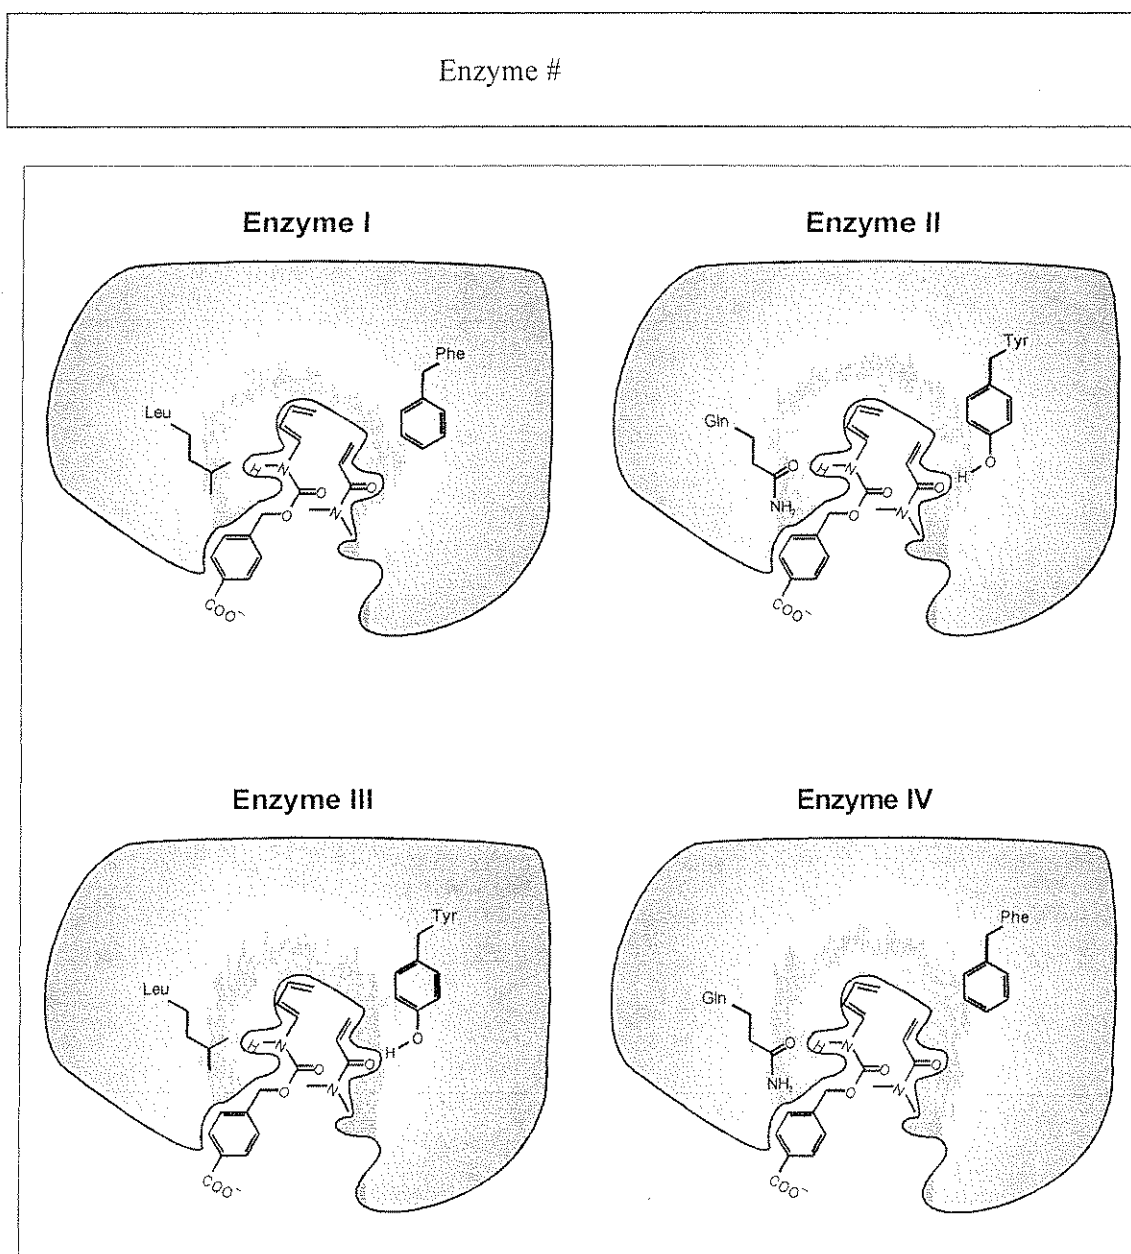 Enzyme #
Enzyme I
Enzyme II
Phe
Leu
H
N
O
O
N
O
COO⁻
Tyr
Gln
O
H
O
NH₂
H
N
O
O
N
O
COO⁻
Enzyme III
Enzyme IV
Tyr
Leu
O
H
H
N
O
O
N
O
COO⁻
Phe
Gln
O
NH₂
H
N
O
O
N
O
COO⁻